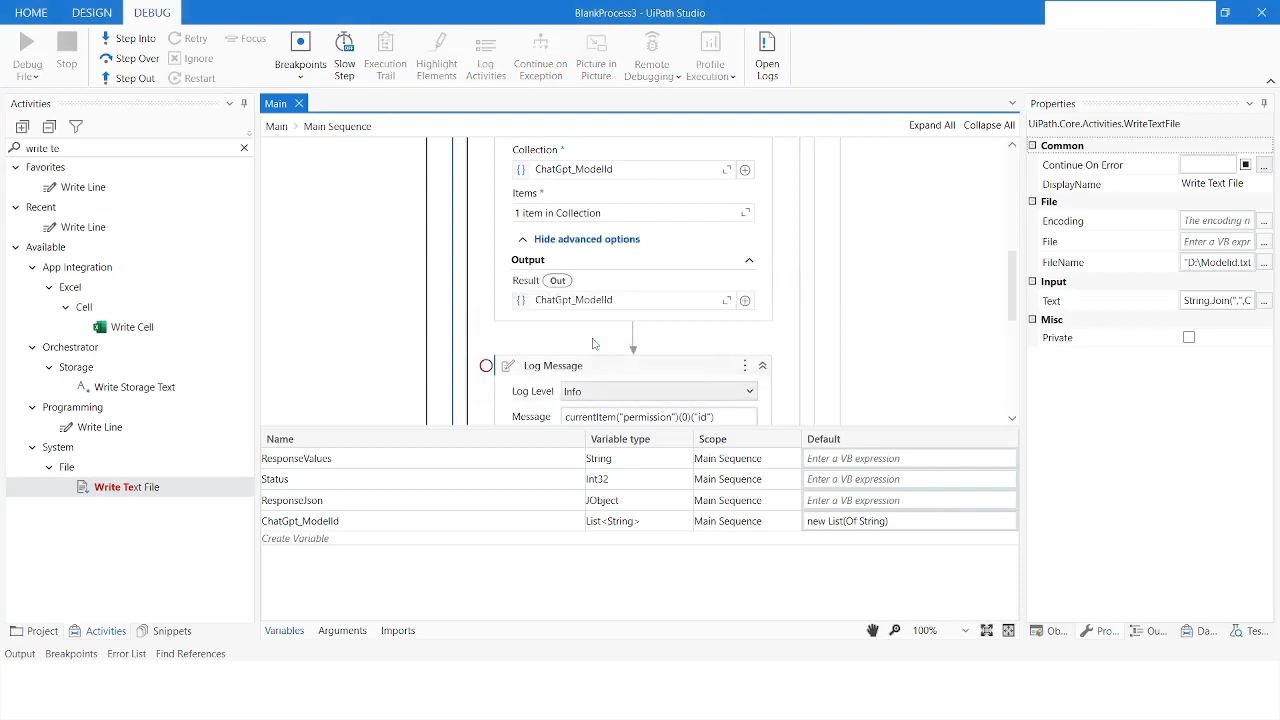 HOME DESIGN DEBUG BlankProcess3 - UiPath Studio
Debug File Stop Step Into Step Over Step Out Retry Ignore Restart Focus Breakpoints Slow Step Execution Trail Highlight Elements Log Activities Continue on Exception Picture in Picture Remote Debugging Profile Execution Open Logs
Activities
write te
Favorites
Write Line
Recent
Write Line
Available
App Integration
Excel
Cell
Write Cell
Orchestrator
Storage
Write Storage Text
Programming
Write Line
System
File
Write Text File
Project Activities Snippets
Main
Main Main Sequence Expand All Collapse All
Collection *
{} ChatGpt_ModelId
Items *
1 item in Collection
Hide advanced options
Output
Result Out
{} ChatGpt_ModelId
Log Message
Log Level Info
Message currentItem("permission")(0)("id")
Name Variable type Scope Default
ResponseValues String Main Sequence Enter a VB expression
Status Int32 Main Sequence Enter a VB expression
ResponseJson JObject Main Sequence Enter a VB expression
ChatGpt_ModelId List<String> Main Sequence new List(Of String)
Create Variable
Variables Arguments Imports 100%
Properties
UiPath.Core.Activities.WriteTextFile
Common
Continue On Error ...
DisplayName Write Text File
File
Encoding The encoding n ...
File Enter a VB expr ...
FileName "D:\ModelId.txt ...
Input
Text String.Join(",",C ...
Misc
Private
Ob... Pro... Ou... Da... Tes...
Output Breakpoints Error List Find References